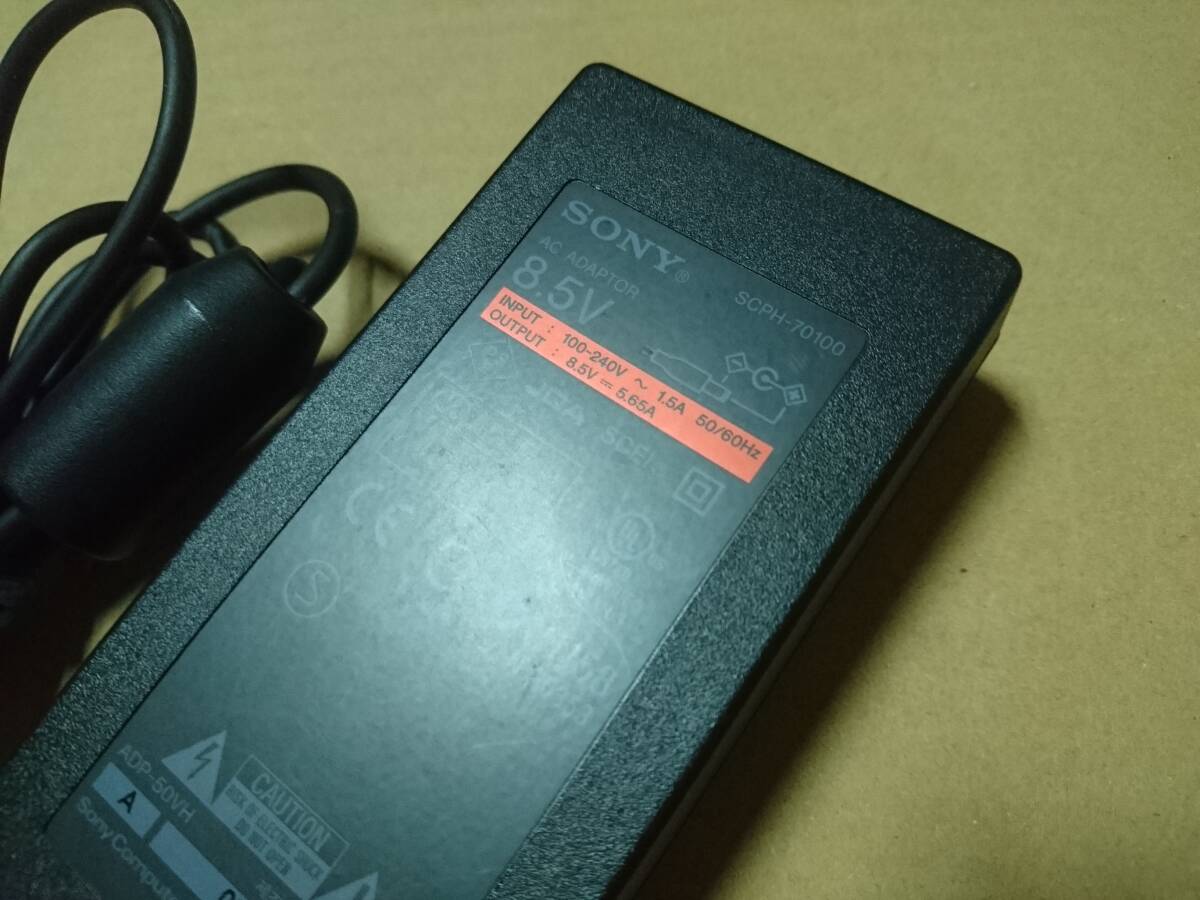 SONY®
AC ADAPTOR SCPH-70100
8.5V
INPUT : 100-240V ~ 1.5A 50/60Hz
OUTPUT : 8.5V ⎓ 5.65A
SCEI
CE
S
CAUTION
RISK OF ELECTRIC SHOCK
DO NOT OPEN
ADP-50VH
A
Sony Comput